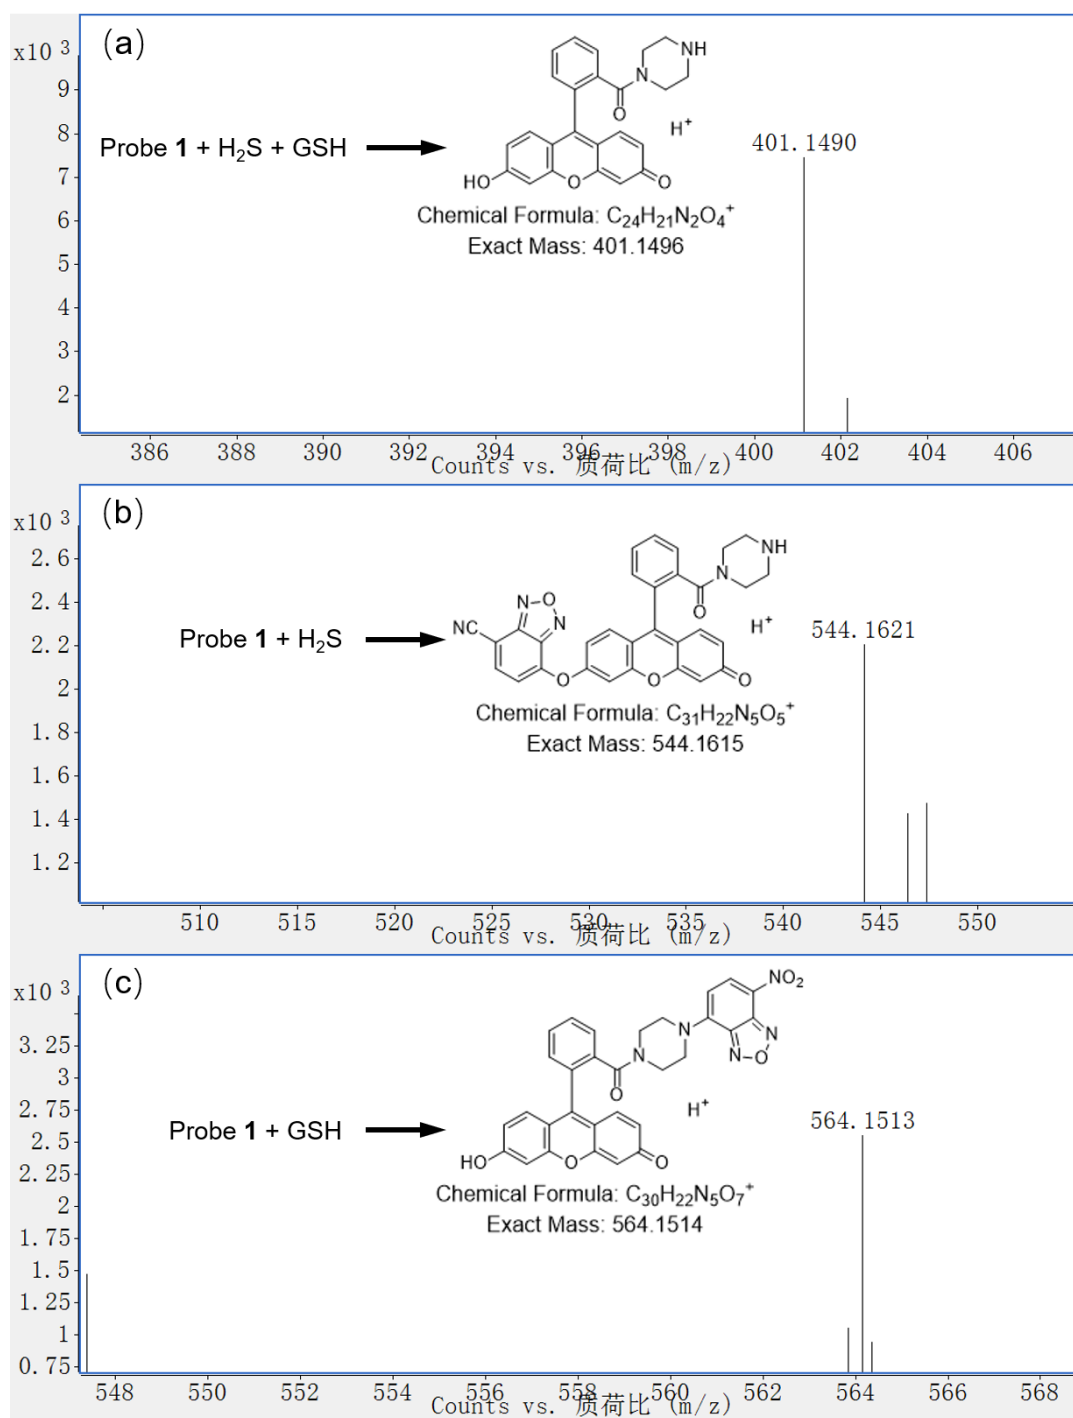 (a)
x10 3
9
8
7
6
5
4
3
2
Probe 1 + H₂S + GSH
NH
N
O
H⁺
HO
O
O
401.1490
Chemical Formula: C₂₄H₂₁N₂O₄⁺
Exact Mass: 401.1496
386 388 390 392 394 396 398 400 402 404 406
Counts vs. 质荷比 (m/z)
(b)
x10 3
2.6
2.4
2.2
2
1.8
1.6
1.4
1.2
Probe 1 + H₂S
NH
N
O
N O N
NC
H⁺
O
O
O
544.1621
Chemical Formula: C₃₁H₂₂N₅O₅⁺
Exact Mass: 544.1615
510 515 520 525 530 535 540 545 550
Counts vs. 质荷比 (m/z)
(c)
x10 3
3.25
3
2.75
2.5
2.25
2
1.75
1.5
1.25
1
0.75
Probe 1 + GSH
NO₂
N
N
N O N
O
H⁺
HO
O
O
564.1513
Chemical Formula: C₃₀H₂₂N₅O₇⁺
Exact Mass: 564.1514
548 550 552 554 556 558 560 562 564 566 568
Counts vs. 质荷比 (m/z)